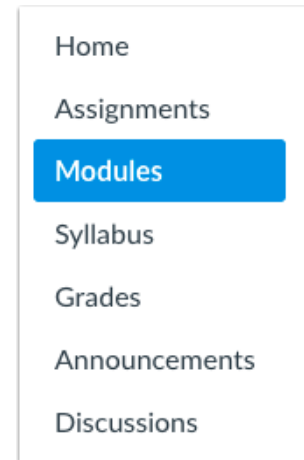 Home
Assignments
Modules
Syllabus
Grades
Announcements
Discussions